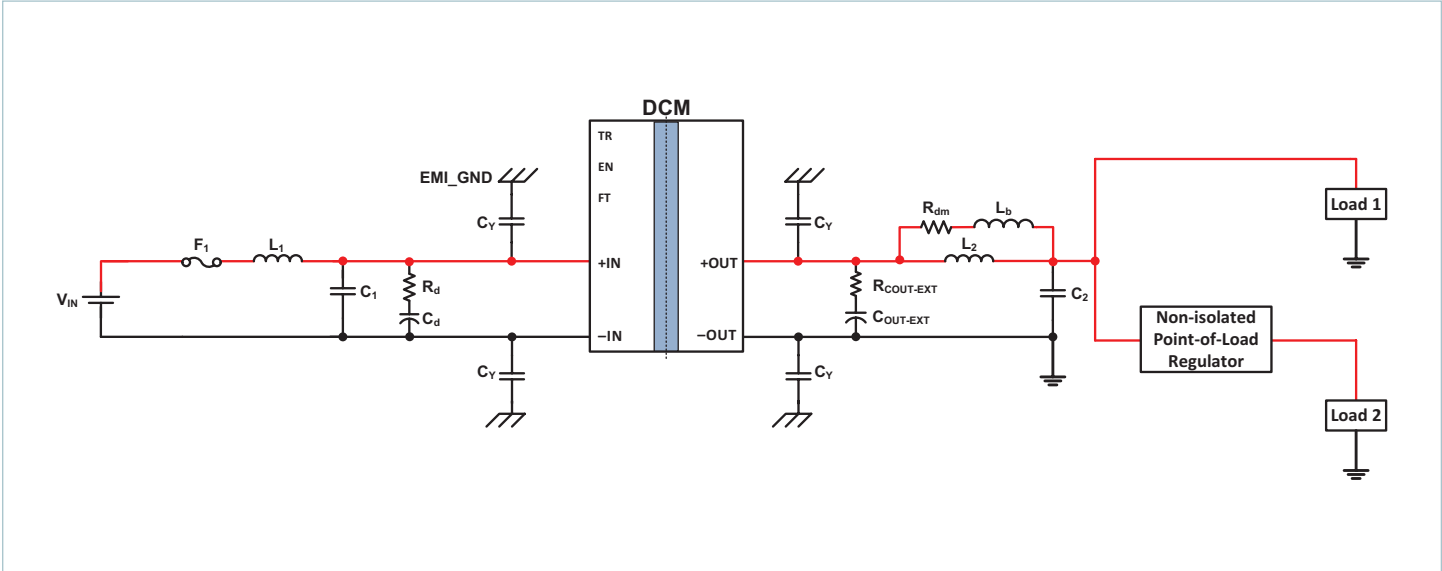 DCM
TR
EN
FT
EMI_GND
CY
CY
Rdm
Lb
L2
Load 1
F1
L1
+IN
+OUT
VIN
C1
Rd
Cd
RCOUT-EXT
COUT-EXT
C2
–IN
–OUT
Non-isolated
Point-of-Load
Regulator
CY
CY
Load 2